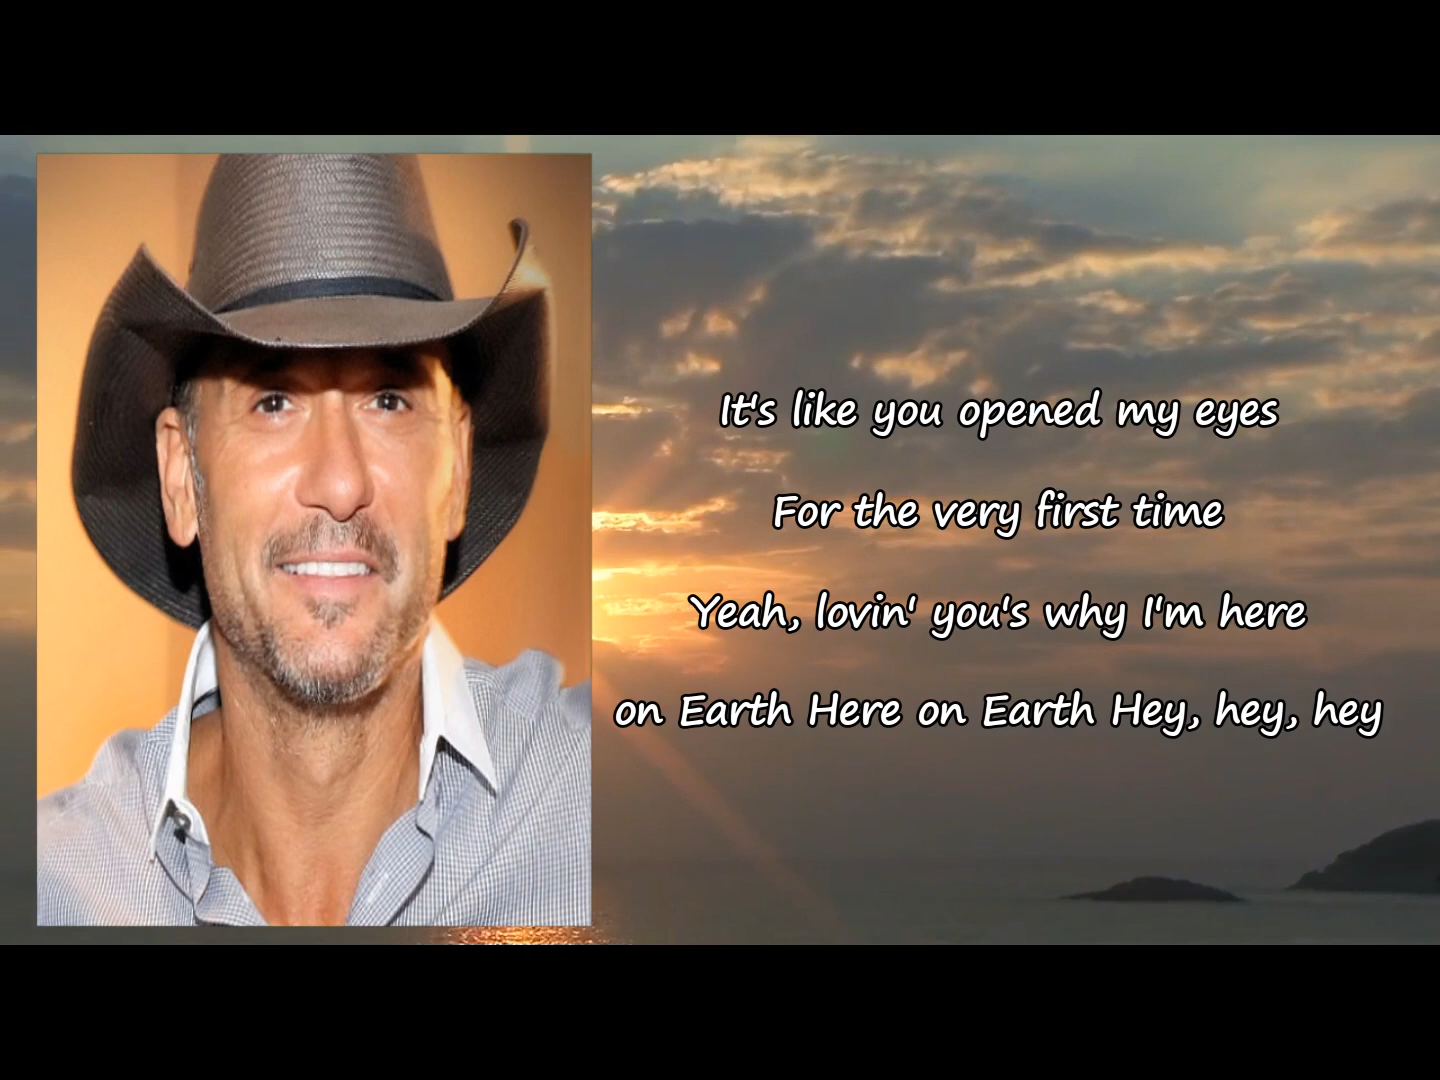 It's like you opened my eyes
For the very first time
Yeah, lovin' you's why I'm here
on Earth Here on Earth Hey, hey, hey